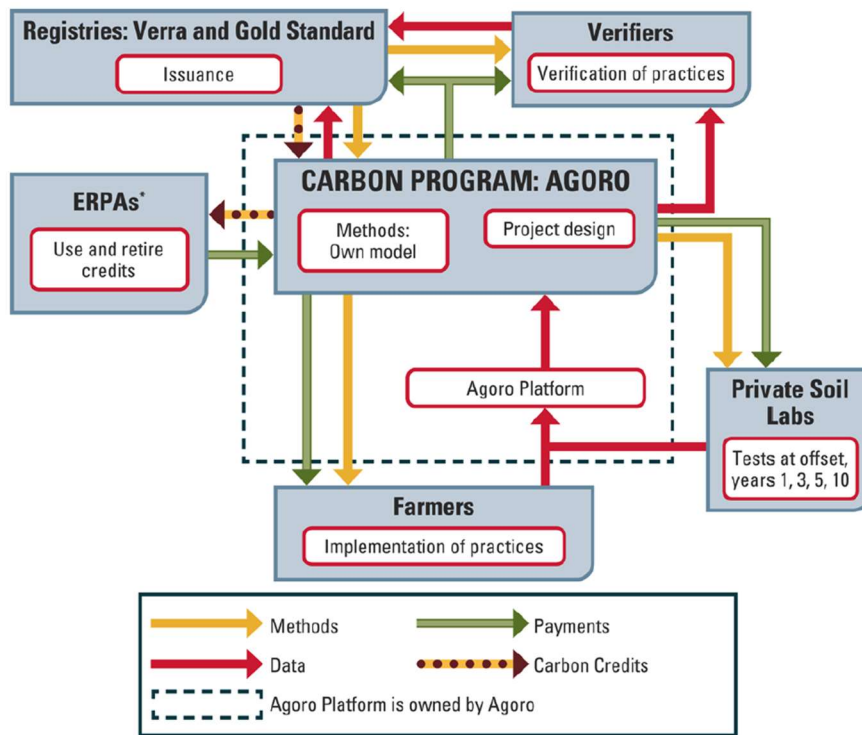 Registries: Verra and Gold Standard
Issuance
Verifiers
Verification of practices
ERPAs*
Use and retire
credits
CARBON PROGRAM: AGORO
Methods:
Own model
Project design
Agoro Platform
Private Soil
Labs
Tests at offset,
years 1, 3, 5, 10
Farmers
Implementation of practices
Methods
Payments
Data
Carbon Credits
Agoro Platform is owned by Agoro